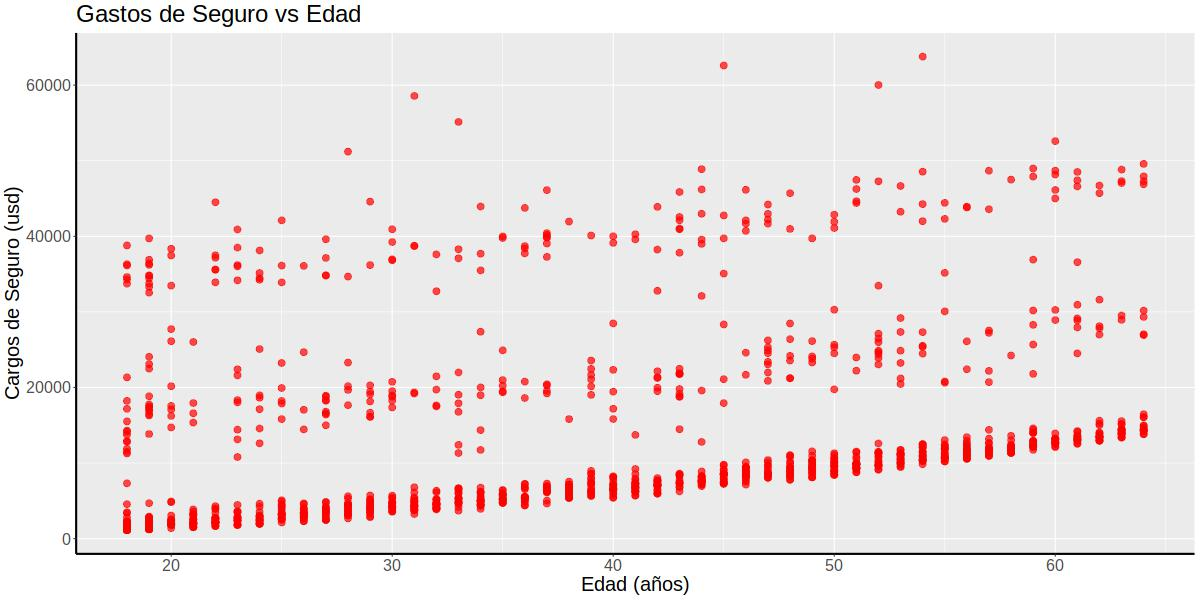 Gastos de Seguro vs Edad
Cargos de Seguro (usd)
60000
40000
20000
0
20 30 40 50 60
Edad (años)